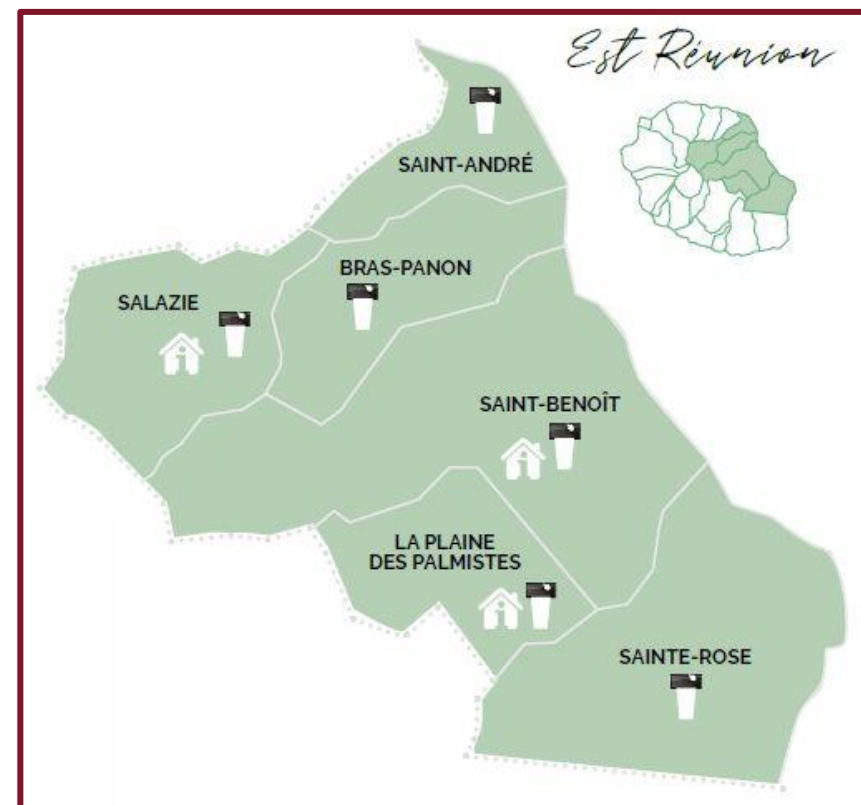 Est Réunion
SAINT-ANDRÉ
BRAS-PANON
SALAZIE
SAINT-BENOÎT
LA PLAINE
DES PALMISTES
SAINTE-ROSE